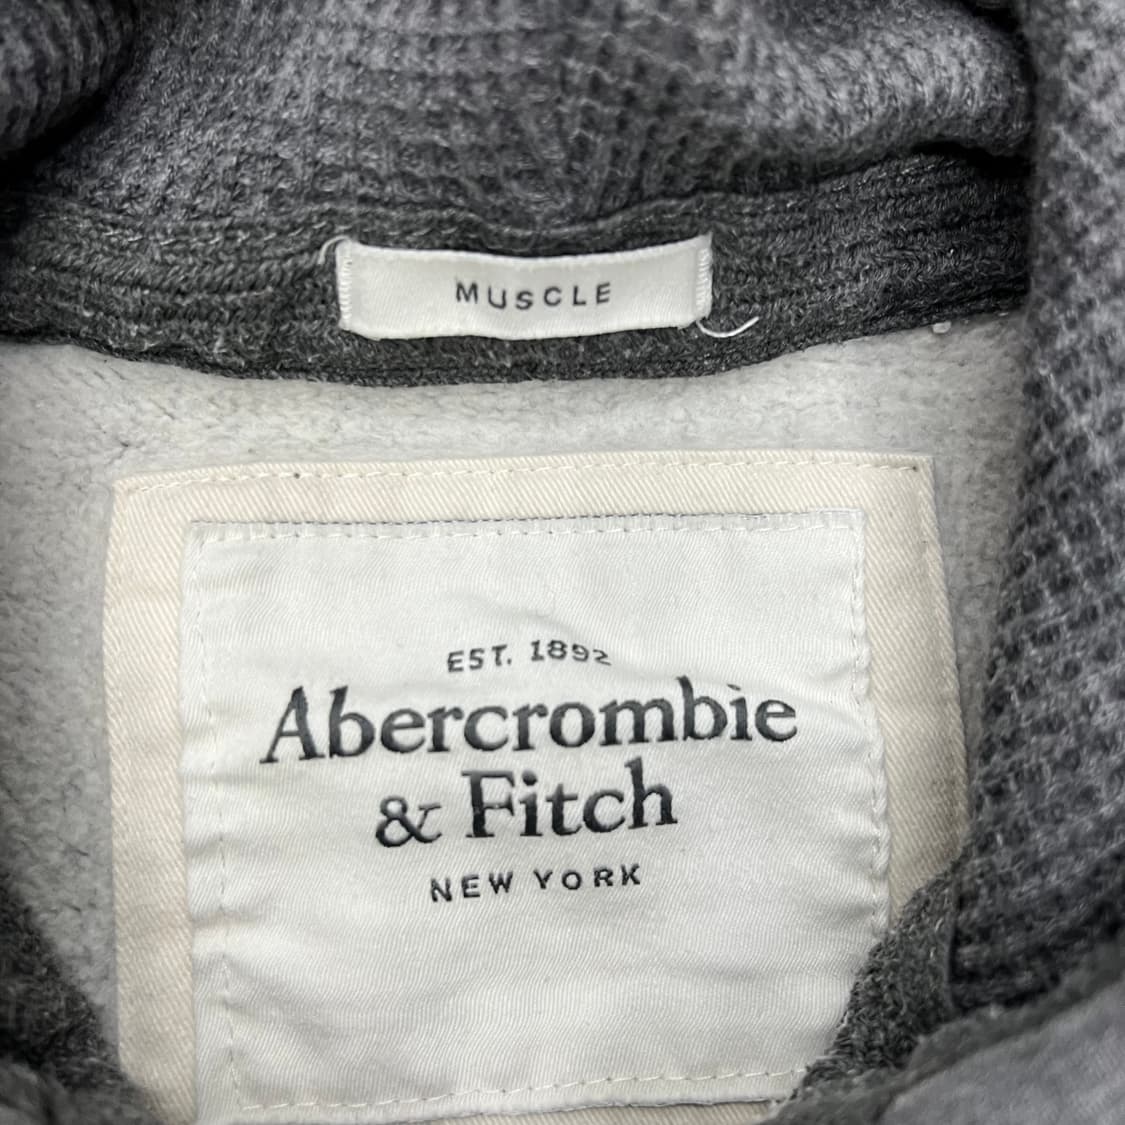 MUSCLE
EST. 1892
Abercrombie
& Fitch
NEW YORK